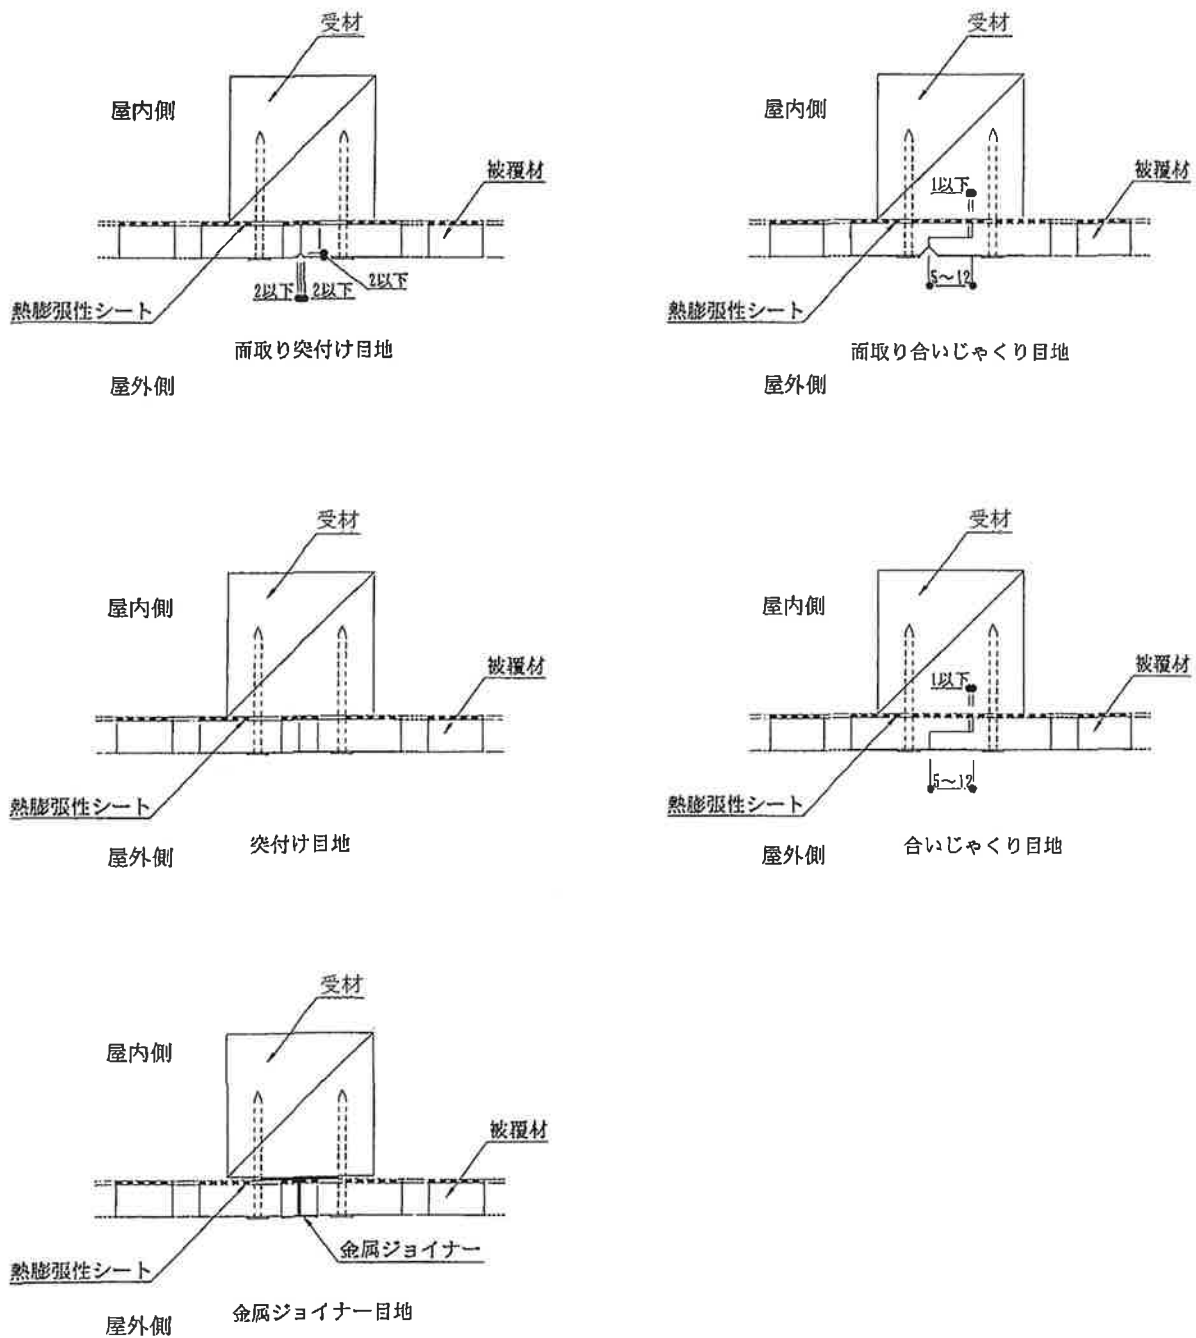 受材
屋内側
被覆材
2以下
2以下
2以下
熱膨張性シート
面取り突付け目地
屋外側
受材
屋内側
1以下
被覆材
5～12
熱膨張性シート
面取り合いじゃくり目地
屋外側
受材
屋内側
被覆材
熱膨張性シート
突付け目地
屋外側
受材
屋内側
1以下
被覆材
5～12
熱膨張性シート
合いじゃくり目地
屋外側
受材
屋内側
被覆材
金属ジョイナー
熱膨張性シート
金属ジョイナー目地
屋外側